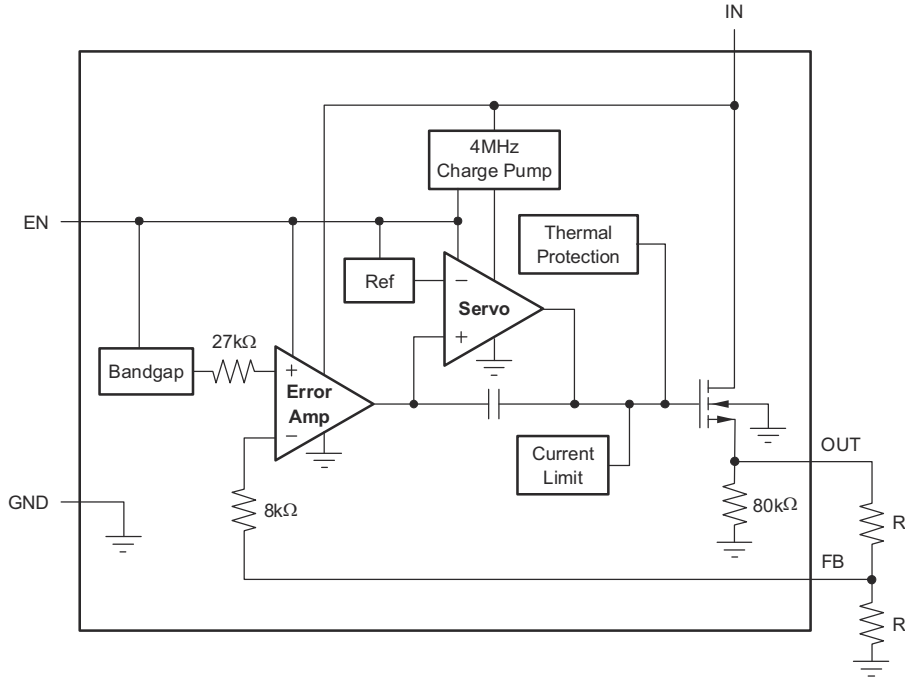 IN
4MHz
Charge Pump
EN
Thermal
Protection
Ref
−
Servo
+
27kΩ
Bandgap
+
Error
Amp
−
OUT
Current
Limit
GND
8kΩ
80kΩ
R
FB
R